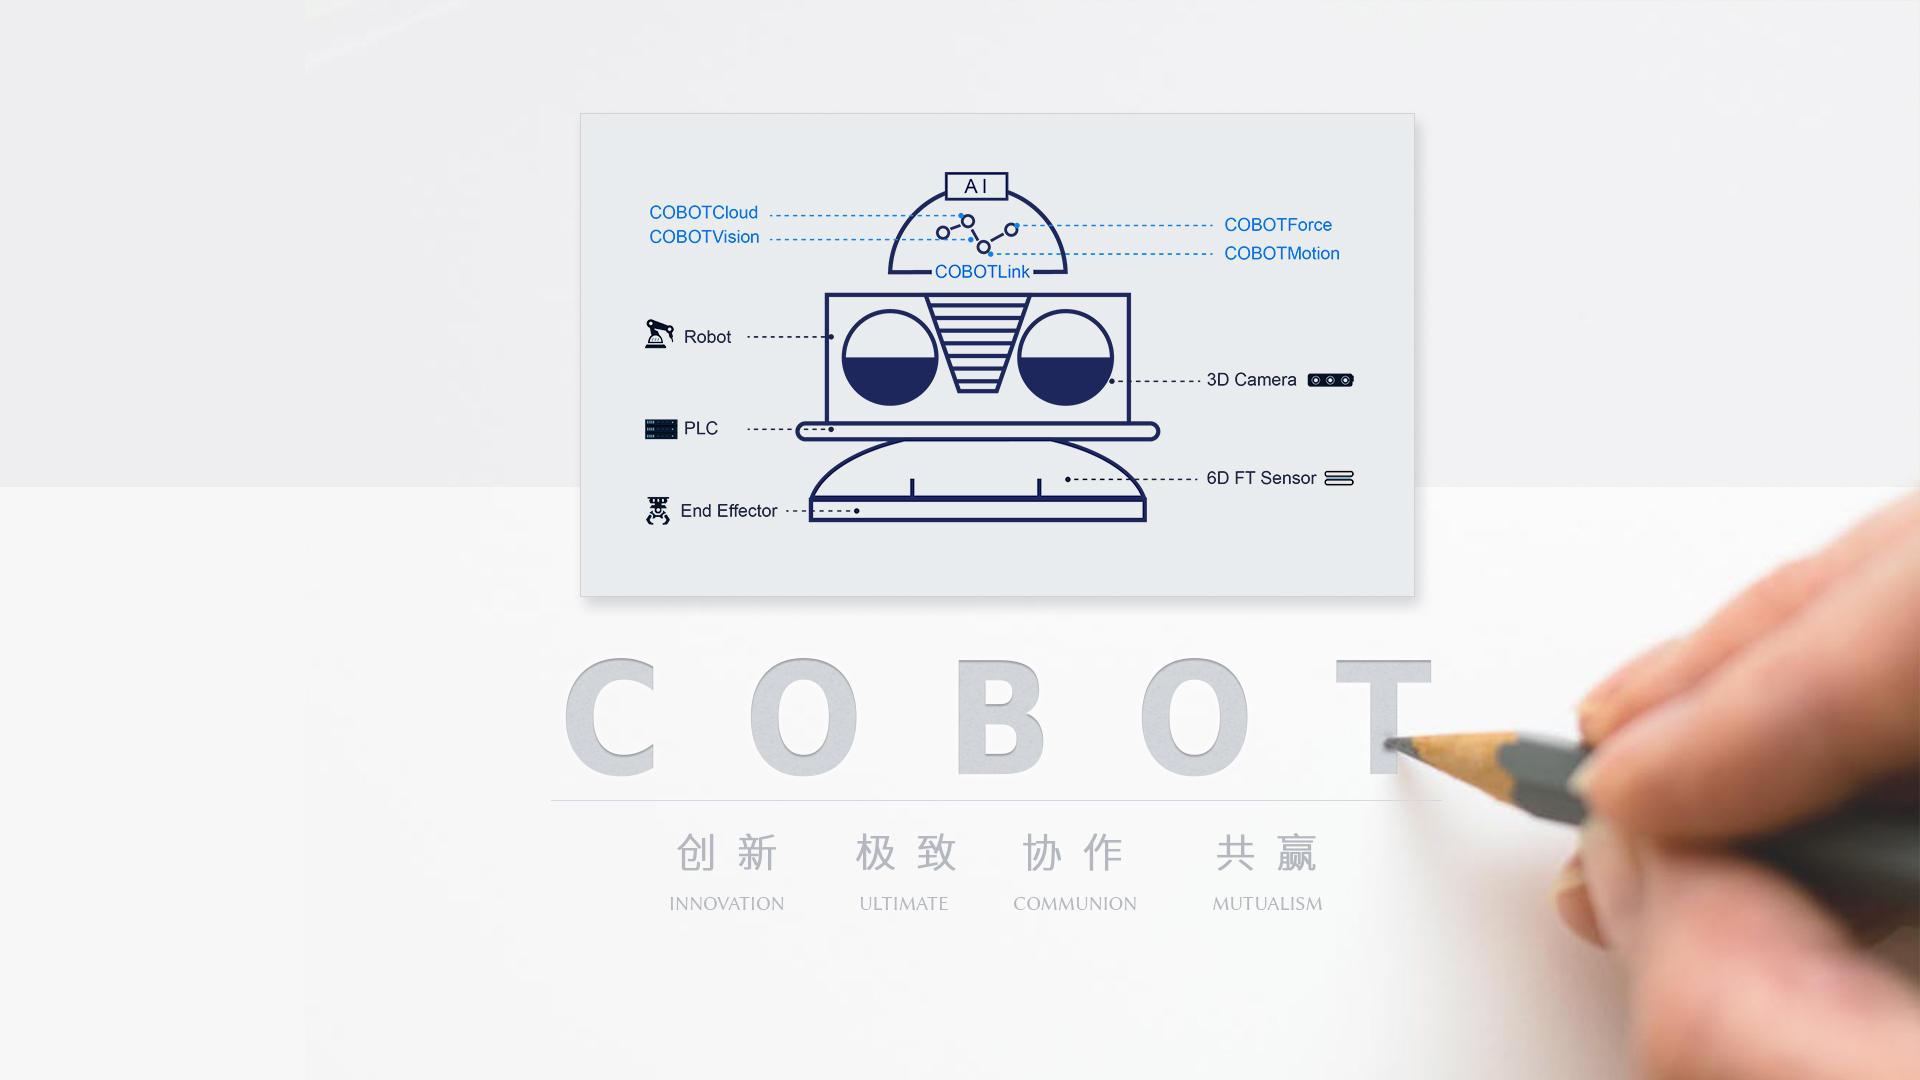 AI
COBOTCloud
COBOTVision
COBOTForce
COBOTMotion
COBOTLink
Robot
3D Camera
PLC
6D FT Sensor
End Effector
COBOT
创新 极致 协作 共赢
INNOVATION ULTIMATE COMMUNION MUTUALISM